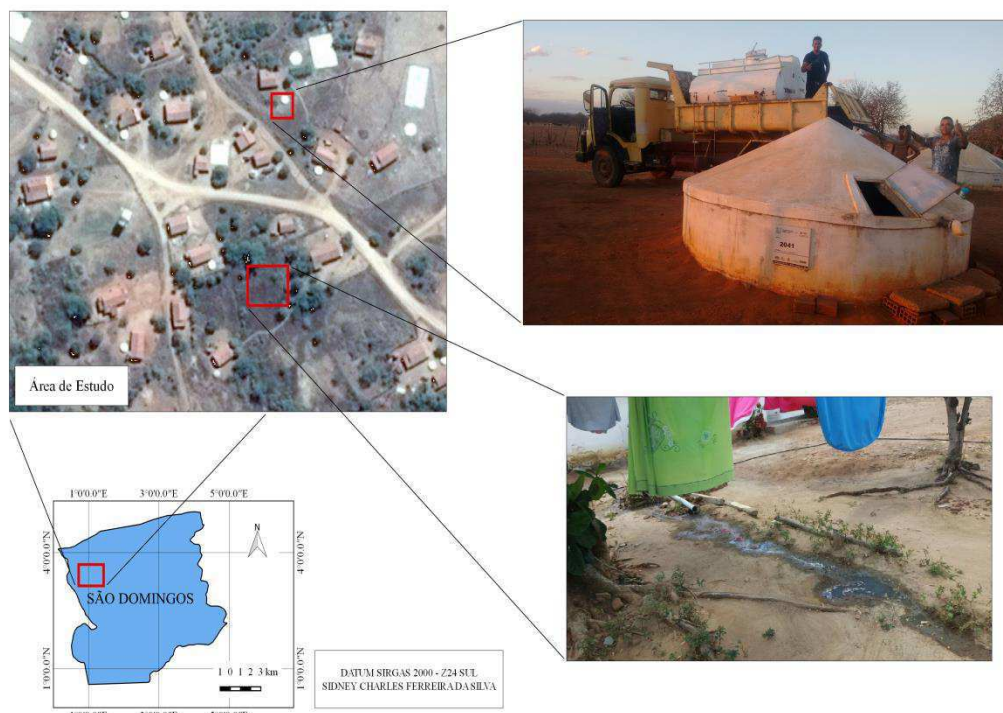 Área de Estudo
2041
1°0'0.0"E 3°0'0.0"E 5°0'0.0"E
N
4°0'0.0"N 4°0'0.0"N
SÃO DOMINGOS
1°0'0.0"N 1°0'0.0"N
1 0 1 2 3 km
DATUM SIRGAS 2000 - Z24 SUL
SIDNEY CHARLES FERREIRA DA SILVA